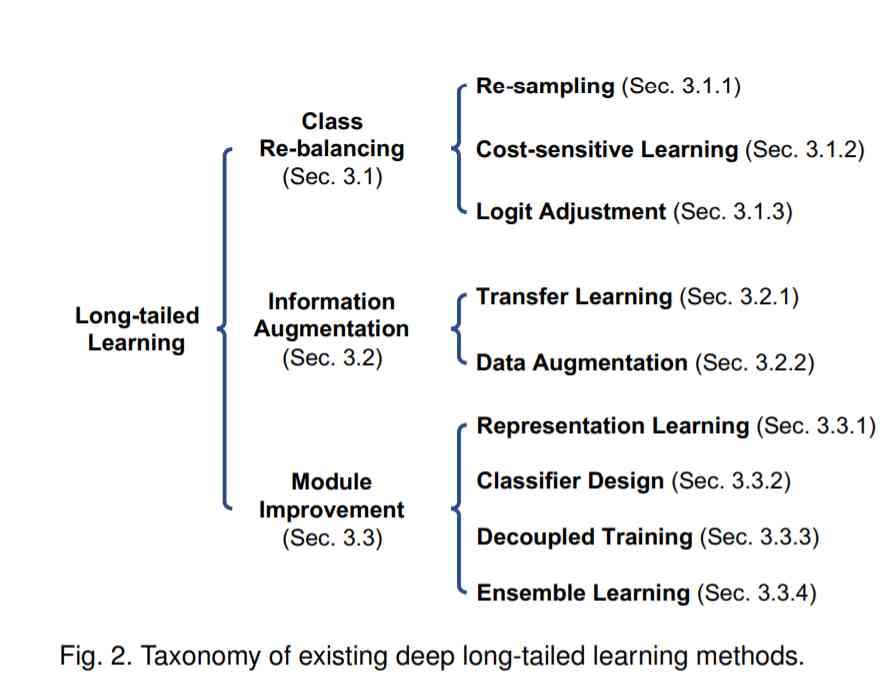 Long-tailed
Learning
Class
Re-balancing
(Sec. 3.1)
Re-sampling (Sec. 3.1.1)
Cost-sensitive Learning (Sec. 3.1.2)
Logit Adjustment (Sec. 3.1.3)
Information
Augmentation
(Sec. 3.2)
Transfer Learning (Sec. 3.2.1)
Data Augmentation (Sec. 3.2.2)
Module
Improvement
(Sec. 3.3)
Representation Learning (Sec. 3.3.1)
Classifier Design (Sec. 3.3.2)
Decoupled Training (Sec. 3.3.3)
Ensemble Learning (Sec. 3.3.4)
Fig. 2. Taxonomy of existing deep long-tailed learning methods.